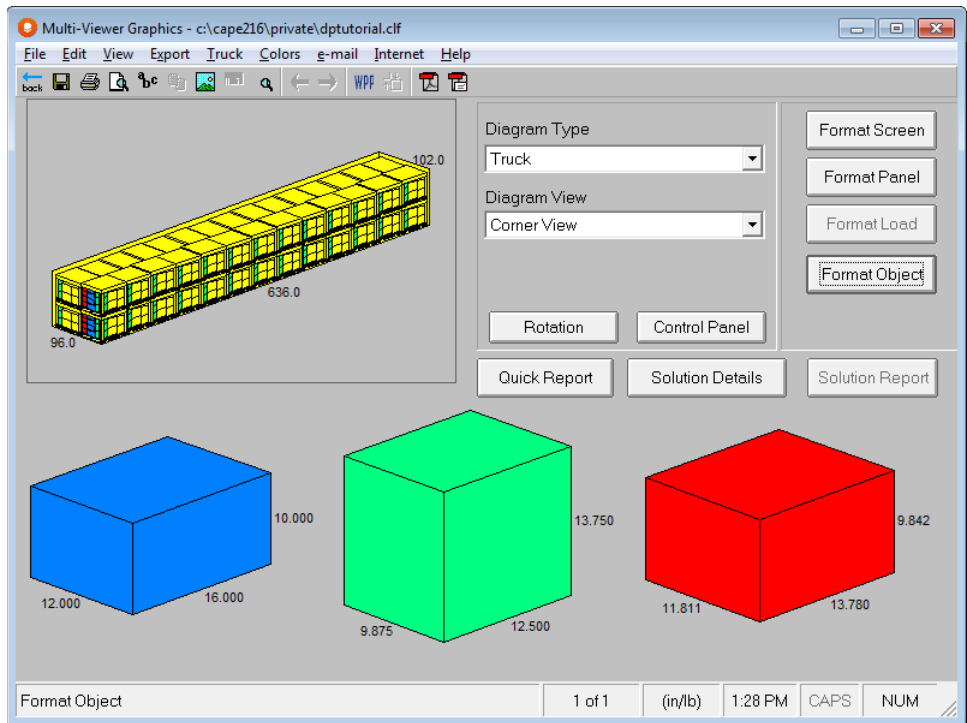 Multi-Viewer Graphics - c:\cape216\private\dptutorial.clf
File Edit View Export Truck Colors e-mail Internet Help
back abc WPF
102.0
636.0
96.0
Diagram Type
Truck
Diagram View
Corner View
Rotation Control Panel
Format Screen
Format Panel
Format Load
Format Object
Quick Report Solution Details Solution Report
10.000
12.000
16.000
13.750
9.875
12.500
9.842
11.811
13.780
Format Object 1 of 1 (in/lb) 1:28 PM CAPS NUM